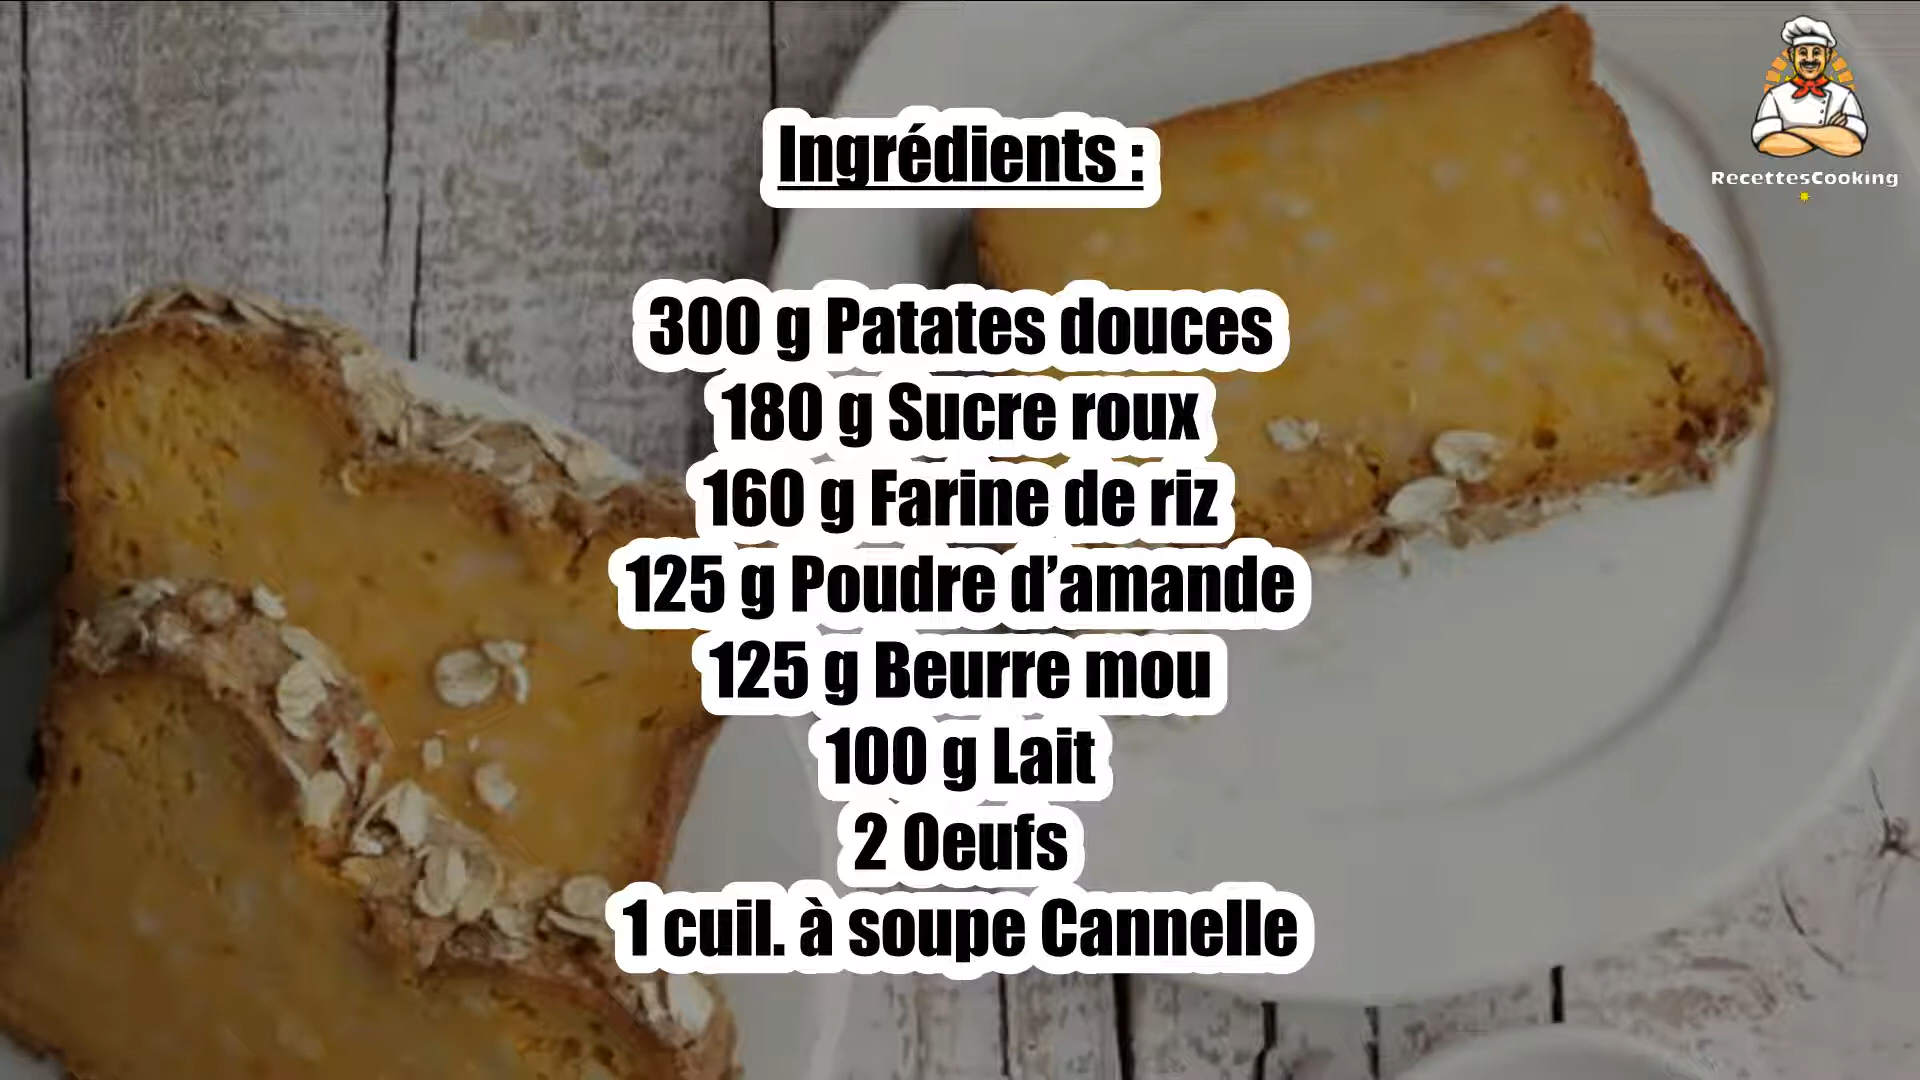 Ingrédients :
RecettesCooking
300 g Patates douces
180 g Sucre roux
160 g Farine de riz
125 g Poudre d’amande
125 g Beurre mou
100 g Lait
2 Oeufs
1 cuil. à soupe Cannelle